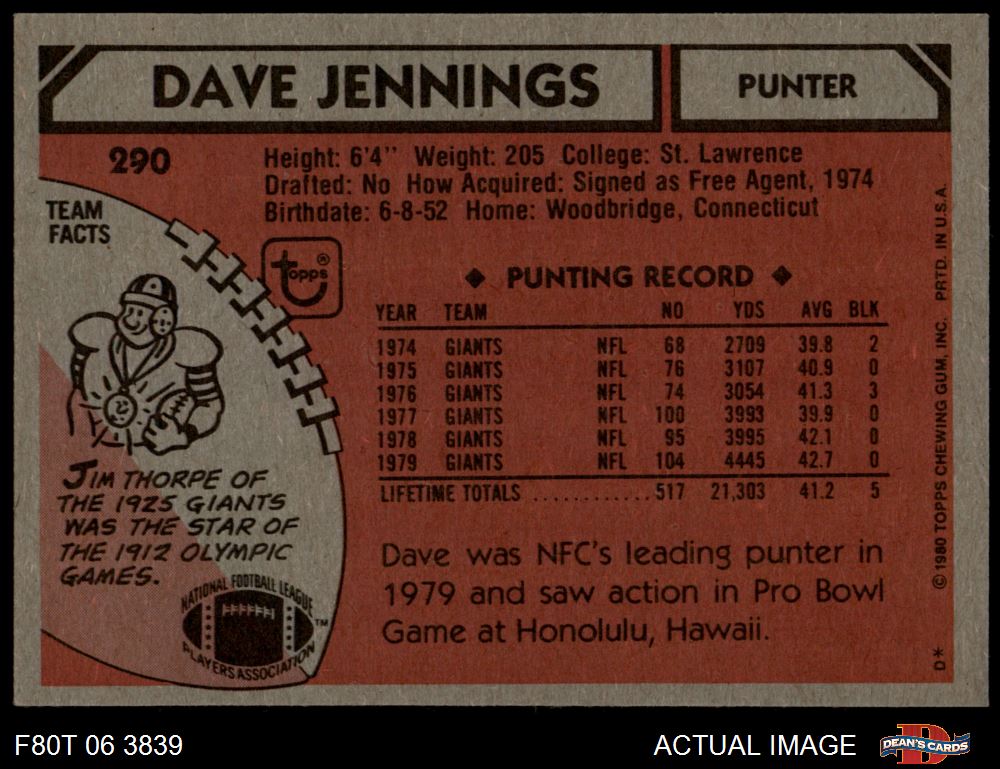 DAVE JENNINGS
PUNTER
290
Height: 6'4" Weight: 205 College: St. Lawrence
Drafted: No How Acquired: Signed as Free Agent, 1974
Birthdate: 6-8-52 Home: Woodbridge, Connecticut
TEAM
FACTS
topps ®
◆ PUNTING RECORD ◆
YEAR TEAM NO YDS AVG BLK
1974 GIANTS NFL 68 2709 39.8 2
1975 GIANTS NFL 76 3107 40.9 0
1976 GIANTS NFL 74 3054 41.3 3
1977 GIANTS NFL 100 3993 39.9 0
1978 GIANTS NFL 95 3995 42.1 0
1979 GIANTS NFL 104 4445 42.7 0
LIFETIME TOTALS ............ 517 21,303 41.2 5
JIM THORPE OF
THE 1925 GIANTS
WAS THE STAR OF
THE 1912 OLYMPIC
GAMES.
NATIONAL FOOTBALL LEAGUE
PLAYERS ASSOCIATION
TM
Dave was NFC's leading punter in
1979 and saw action in Pro Bowl
Game at Honolulu, Hawaii.
D* © 1980 TOPPS CHEWING GUM, INC. PRTD. IN U.S.A.
F80T 06 3839
ACTUAL IMAGE
DEAN'S CARDS